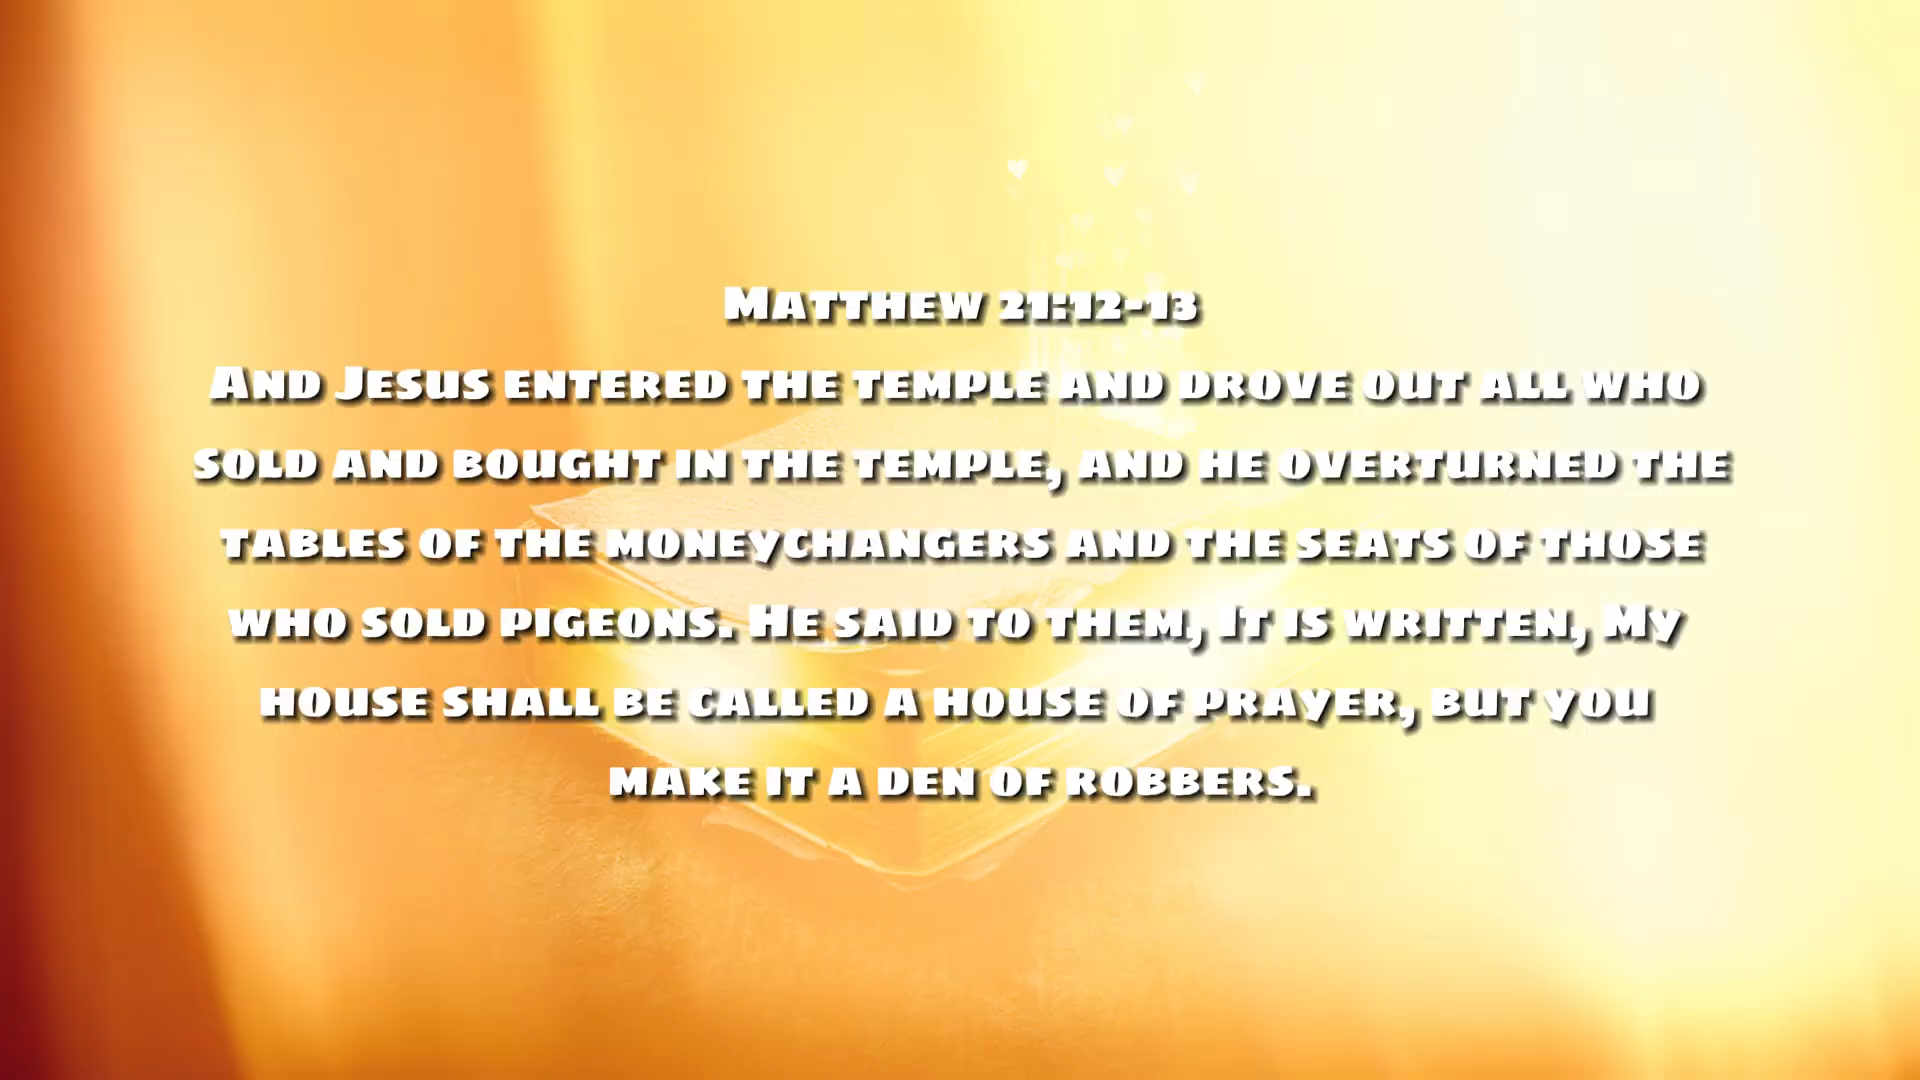 Matthew 21:12-13
And Jesus entered the temple and drove out all who
sold and bought in the temple, and he overturned the
tables of the moneychangers and the seats of those
who sold pigeons. He said to them, It is written, My
house shall be called a house of prayer, but you
make it a den of robbers.